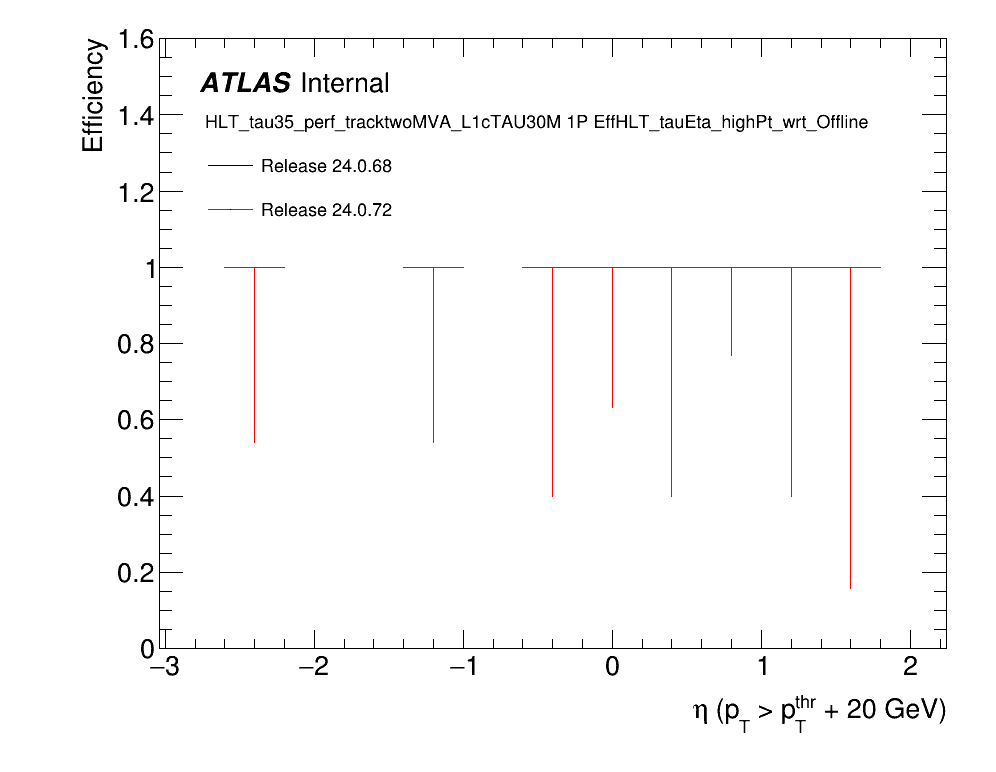 Efficiency
1.6
1.4
1.2
1
0.8
0.6
0.4
0.2
0
ATLAS Internal
HLT_tau35_perf_tracktwoMVA_L1cTAU30M 1P EffHLT_tauEta_highPt_wrt_Offline
Release 24.0.68
Release 24.0.72
−3 −2 −1 0 1 2
η (p_T > p_T^thr + 20 GeV)